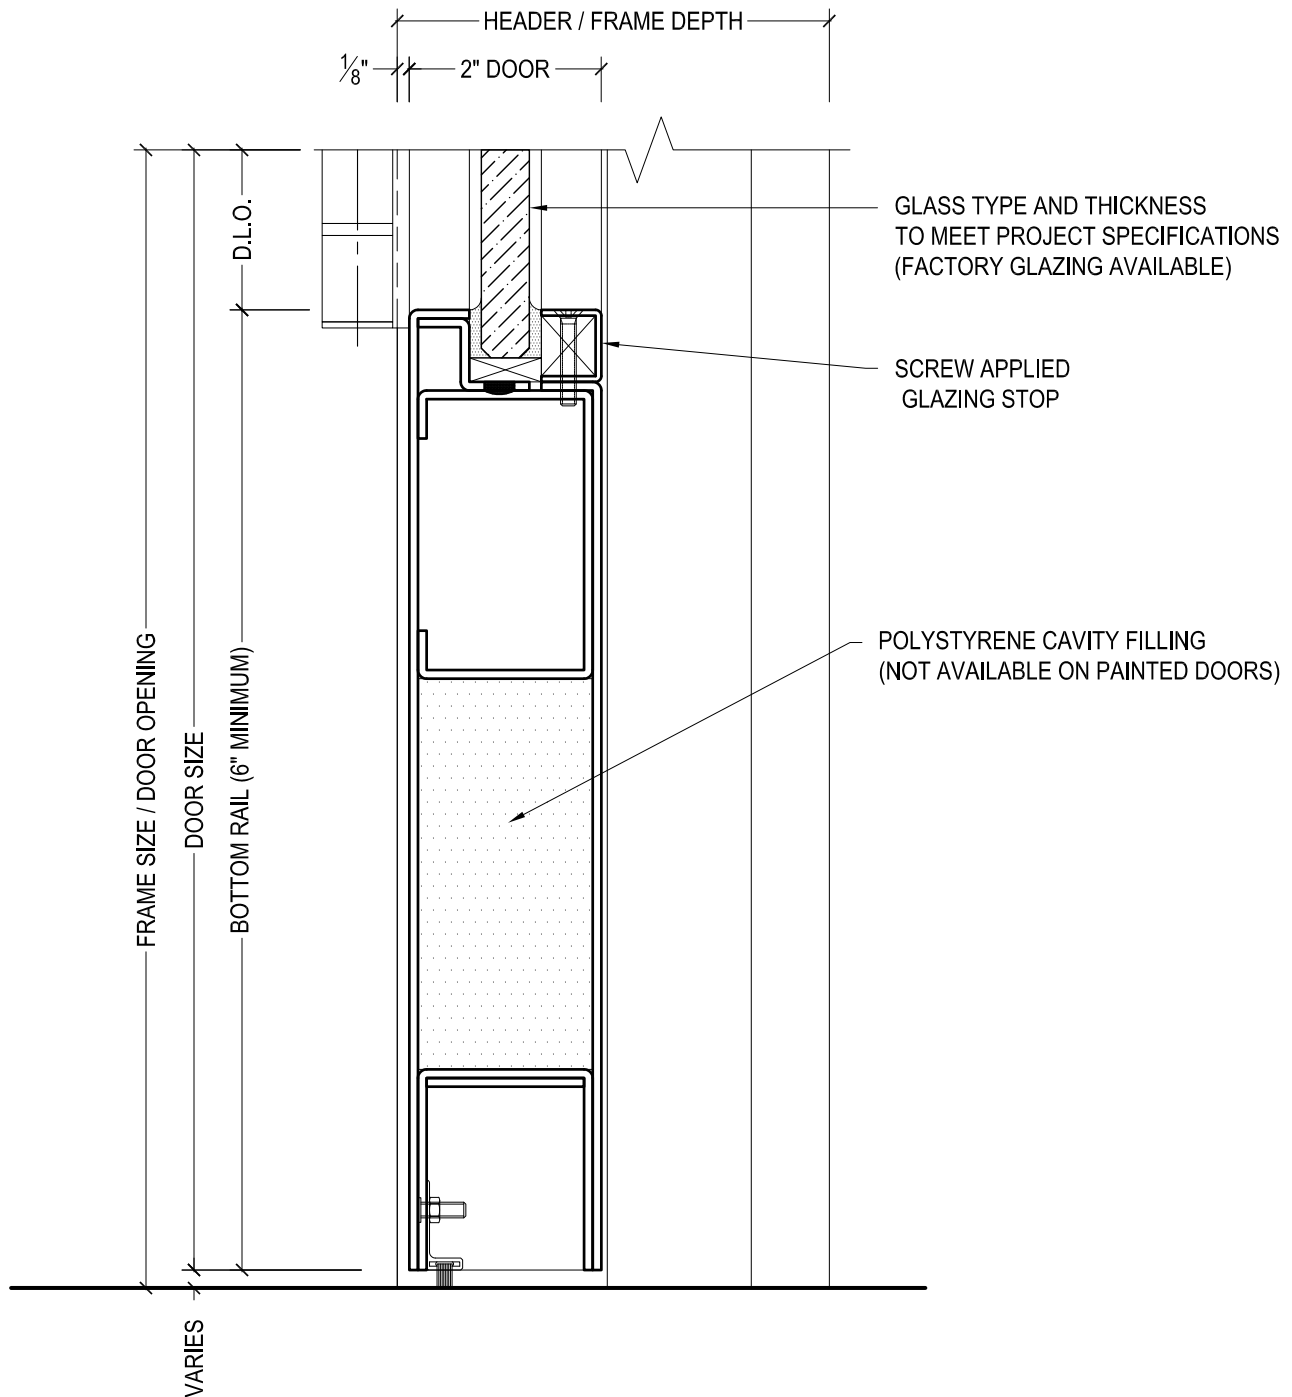 HEADER / FRAME DEPTH
1/8"
2" DOOR
D.L.O.
GLASS TYPE AND THICKNESS
TO MEET PROJECT SPECIFICATIONS
(FACTORY GLAZING AVAILABLE)
SCREW APPLIED
GLAZING STOP
POLYSTYRENE CAVITY FILLING
(NOT AVAILABLE ON PAINTED DOORS)
FRAME SIZE / DOOR OPENING
DOOR SIZE
BOTTOM RAIL (6" MINIMUM)
VARIES